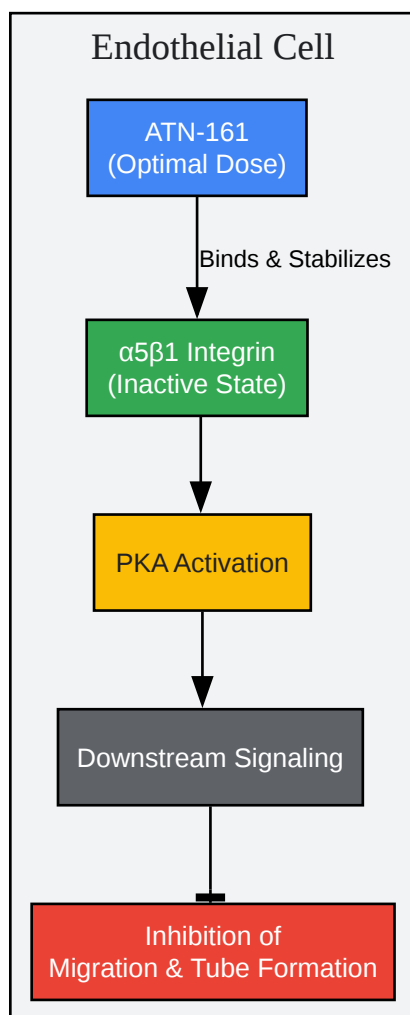 Endothelial Cell
ATN-161
(Optimal Dose)
Binds & Stabilizes
α5β1 Integrin
(Inactive State)
PKA Activation
Downstream Signaling
Inhibition of
Migration & Tube Formation